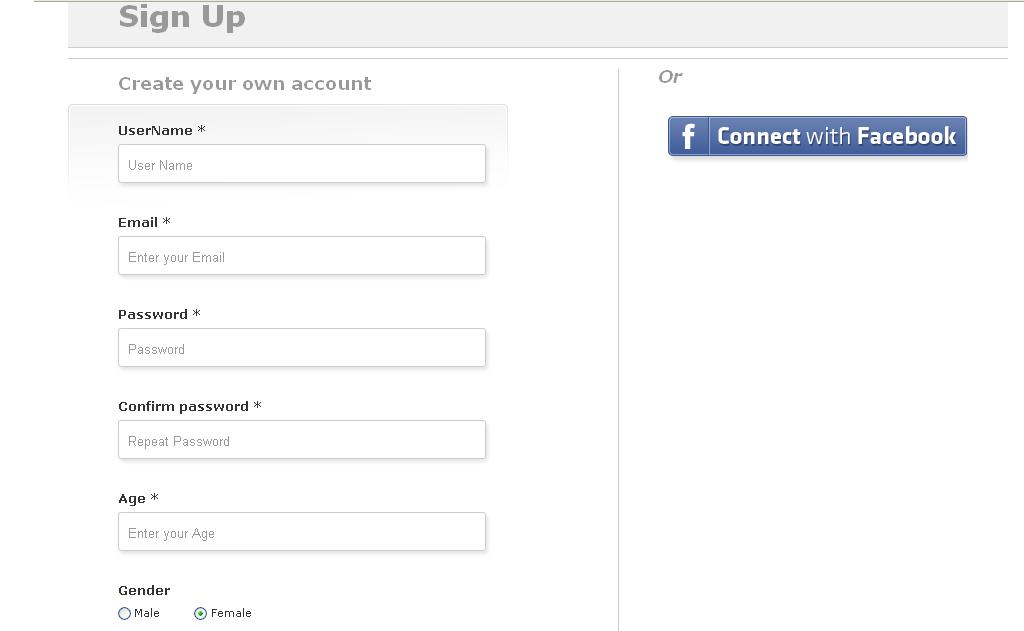 Sign Up
Create your own account
UserName *
User Name
Email *
Enter your Email
Password *
Password
Confirm password *
Repeat Password
Age *
Enter your Age
Gender
Male Female
Or
f Connect with Facebook